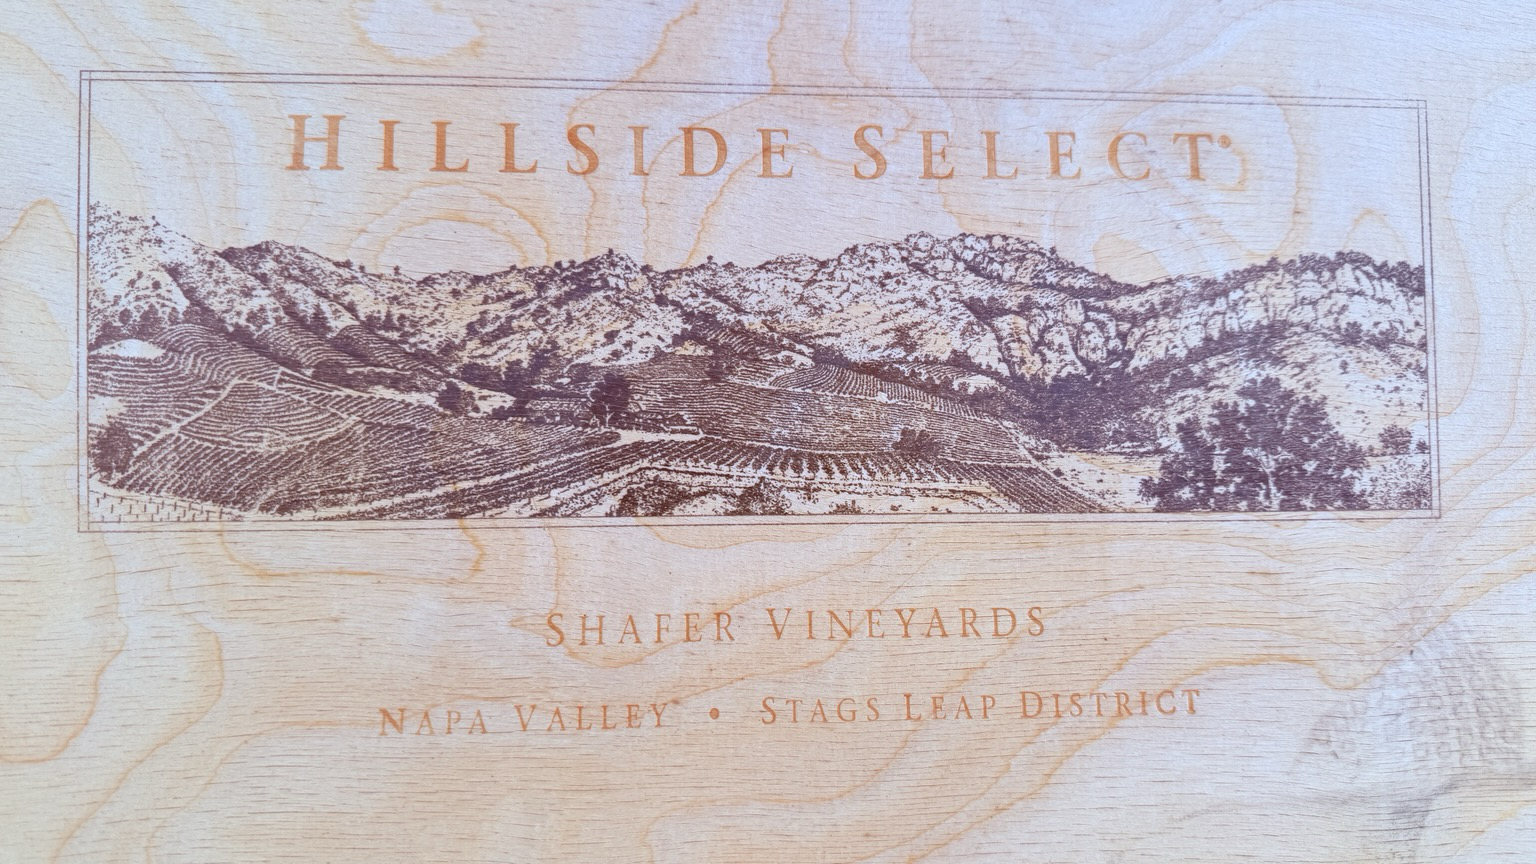 HILLSIDE SELECT®
SHAFER VINEYARDS
NAPA VALLEY • STAGS LEAP DISTRICT